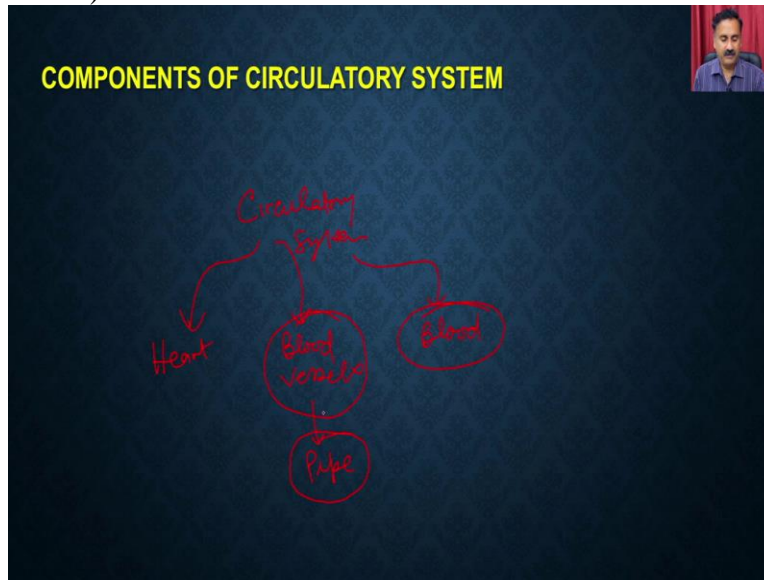 COMPONENTS OF CIRCULATORY SYSTEM
Circulatory
System
Heart
Blood
vessels
Blood
Pipe